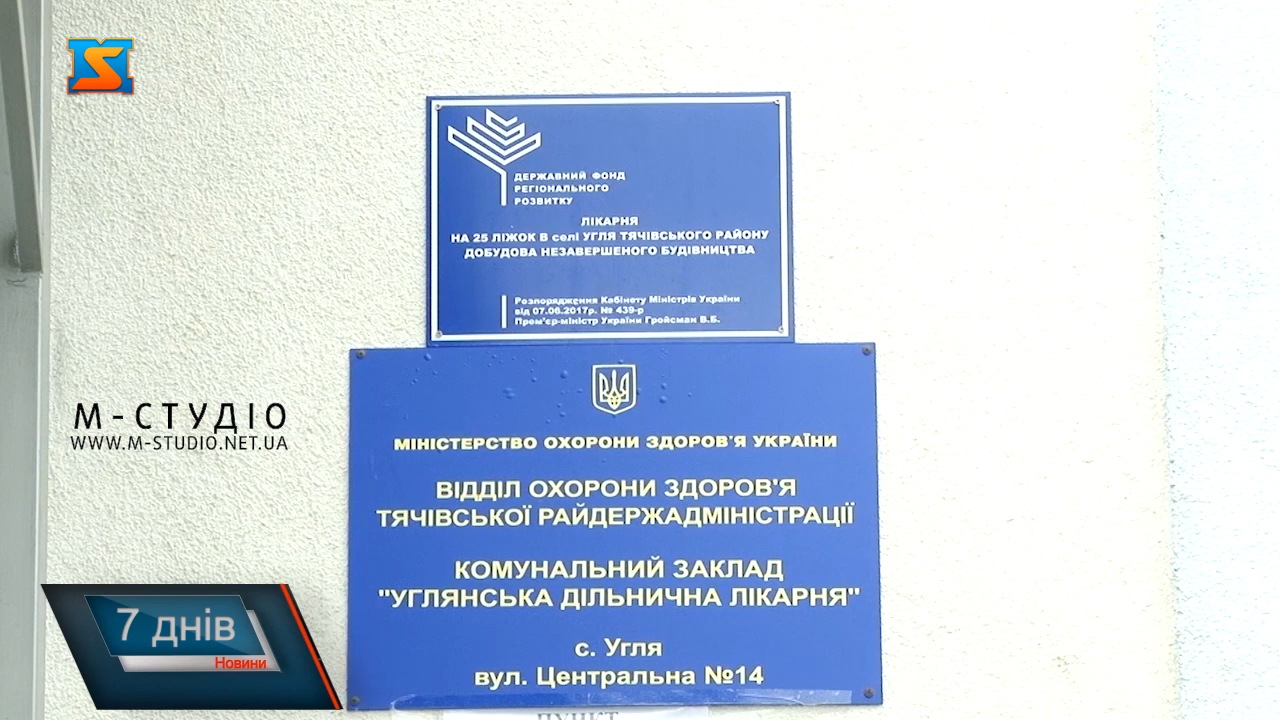 ДЕРЖАВНИЙ ФОНД
РЕГІОНАЛЬНОГО
РОЗВИТКУ
ЛІКАРНЯ
НА 25 ЛІЖОК В селі УГЛЯ ТЯЧІВСЬКОГО РАЙОНУ
ДОБУДОВА НЕЗАВЕРШЕНОГО БУДІВНИЦТВА
Розпорядження Кабінету Міністрів України
від 07.06.2017р. № 439-р
Прем'єр-міністр України Гройсман В.Б.
МІНІСТЕРСТВО ОХОРОНИ ЗДОРОВ'Я УКРАЇНИ
ВІДДІЛ ОХОРОНИ ЗДОРОВ'Я
ТЯЧІВСЬКОЇ РАЙДЕРЖАДМІНІСТРАЦІЇ
КОМУНАЛЬНИЙ ЗАКЛАД
"УГЛЯНСЬКА ДІЛЬНИЧНА ЛІКАРНЯ"
с. Угля
вул. Центральна №14
ПУНКТ
М-СТУДІО
WWW.M-STUDIO.NET.UA
7 днів
Новини